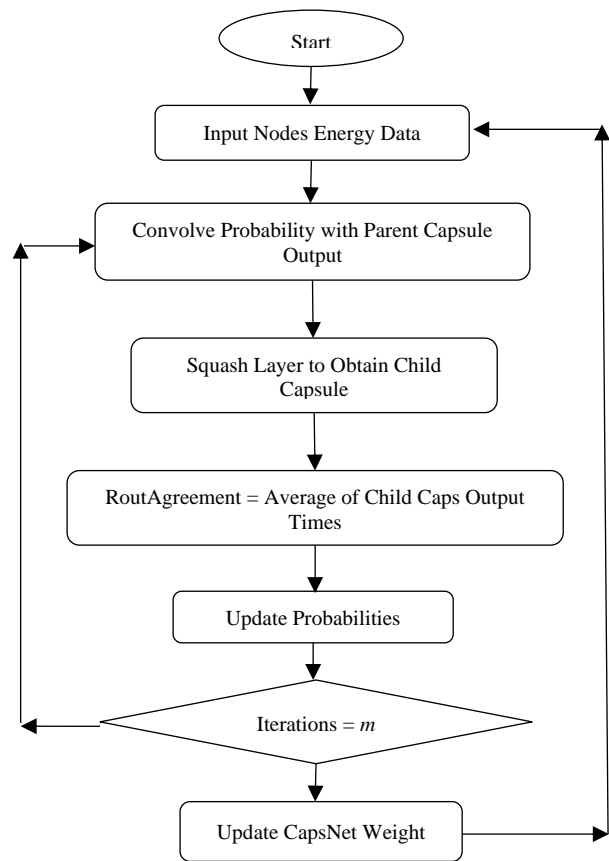 Start
Input Nodes Energy Data
Convolve Probability with Parent Capsule
Output
Squash Layer to Obtain Child
Capsule
RoutAgreement = Average of Child Caps Output
Times
Update Probabilities
Iterations = m
Update CapsNet Weight